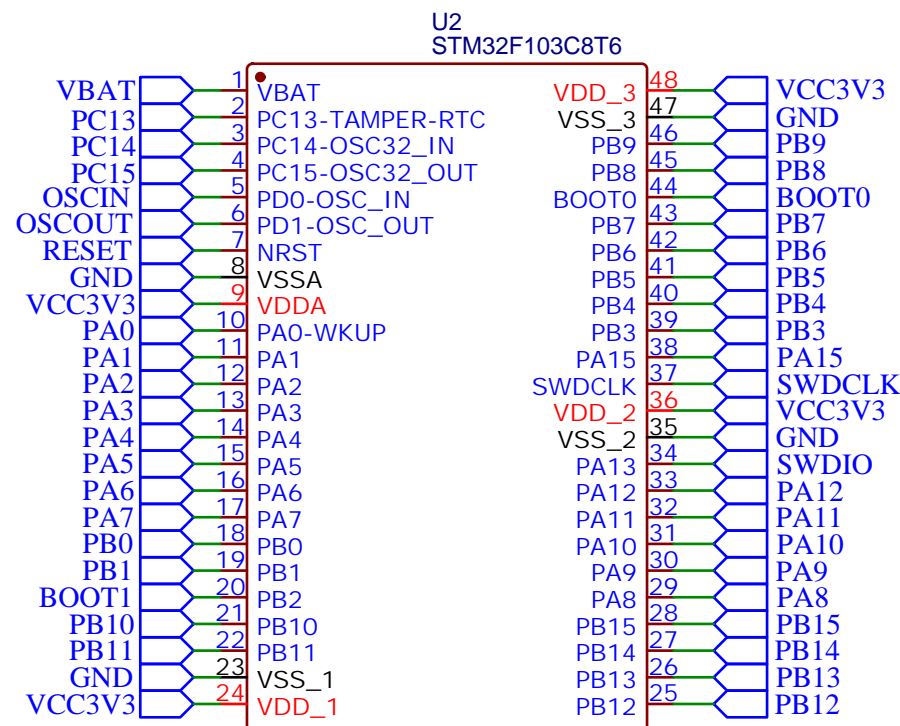 U2
STM32F103C8T6
VBAT 1 VBAT VDD_3 48 VCC3V3
PC13 2 PC13-TAMPER-RTC VSS_3 47 GND
PC14 3 PC14-OSC32_IN PB9 46 PB9
PC15 4 PC15-OSC32_OUT PB8 45 PB8
OSCIN 5 PD0-OSC_IN BOOT0 44 BOOT0
OSCOUT 6 PD1-OSC_OUT PB7 43 PB7
RESET 7 NRST PB6 42 PB6
GND 8 VSSA PB5 41 PB5
VCC3V3 9 VDDA PB4 40 PB4
PA0 10 PA0-WKUP PB3 39 PB3
PA1 11 PA1 PA15 38 PA15
PA2 12 PA2 SWDCLK 37 SWDCLK
PA3 13 PA3 VDD_2 36 VCC3V3
PA4 14 PA4 VSS_2 35 GND
PA5 15 PA5 PA13 34 SWDIO
PA6 16 PA6 PA12 33 PA12
PA7 17 PA7 PA11 32 PA11
PB0 18 PB0 PA10 31 PA10
PB1 19 PB1 PA9 30 PA9
BOOT1 20 PB2 PA8 29 PA8
PB10 21 PB10 PB15 28 PB15
PB11 22 PB11 PB14 27 PB14
GND 23 VSS_1 PB13 26 PB13
VCC3V3 24 VDD_1 PB12 25 PB12